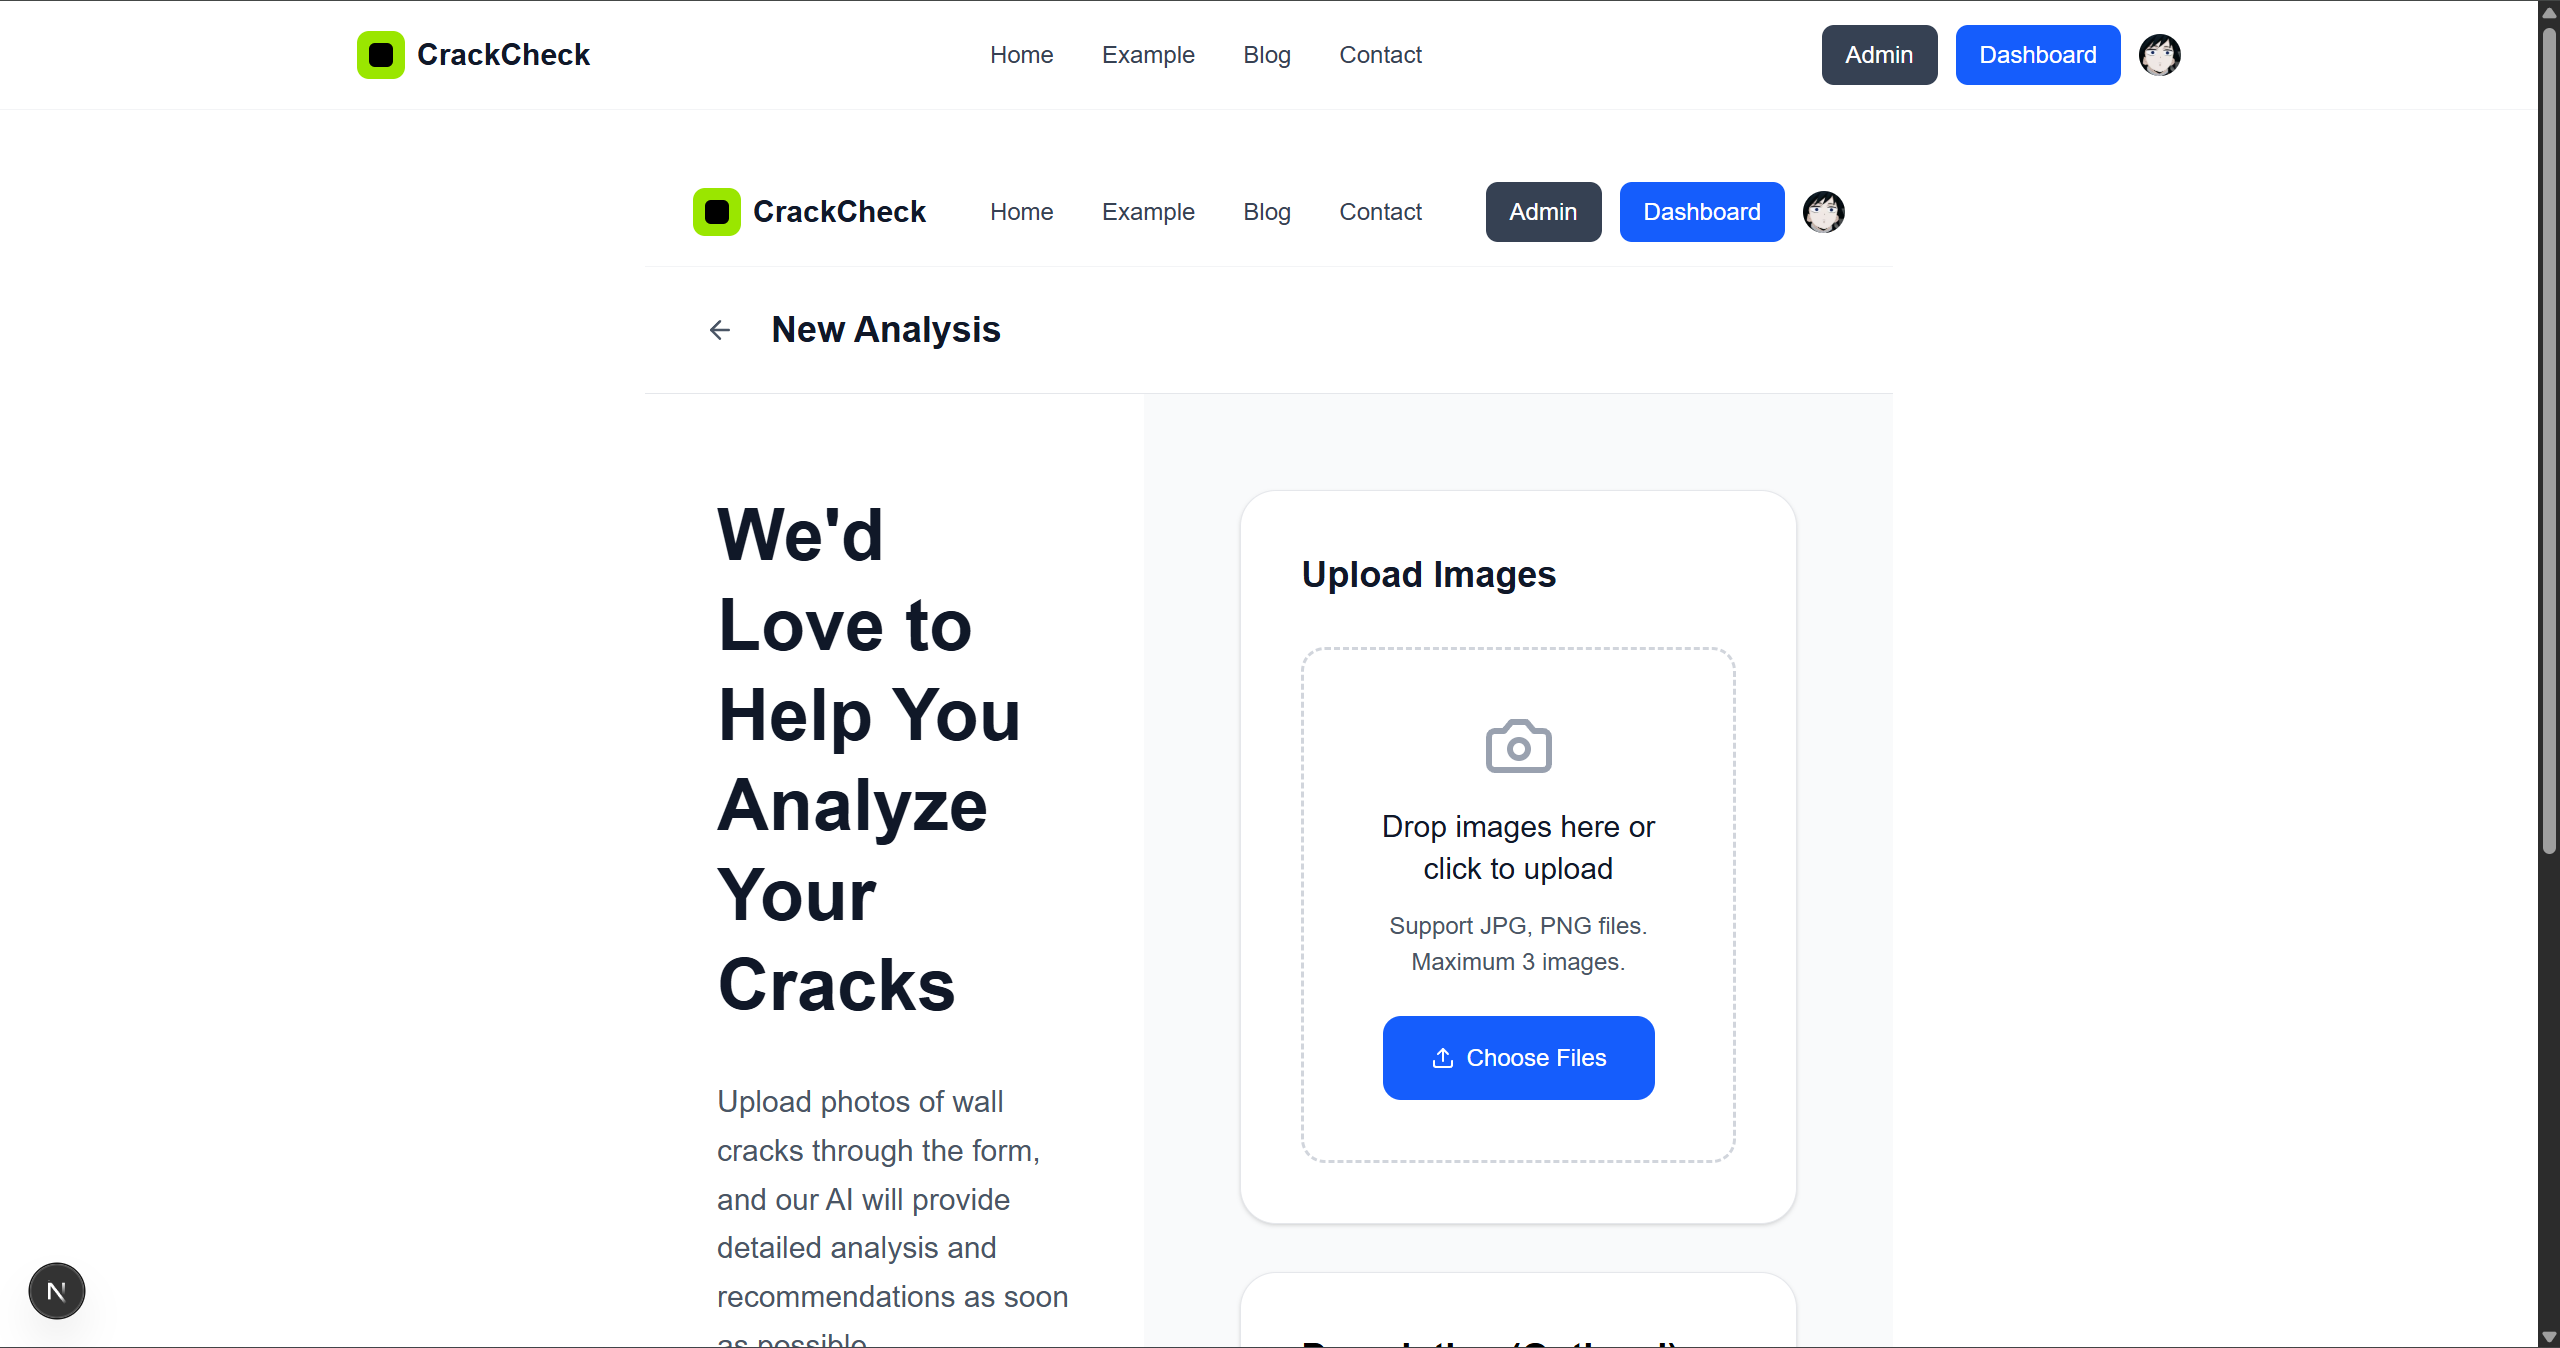 CrackCheck Home Example Blog Contact Admin Dashboard
CrackCheck Home Example Blog Contact Admin Dashboard
New Analysis
We'd
Love to
Help You
Analyze
Your
Cracks
Upload photos of wall
cracks through the form,
and our AI will provide
detailed analysis and
recommendations as soon
as possible
Upload Images
Drop images here or
click to upload
Support JPG, PNG files.
Maximum 3 images.
Choose Files
N